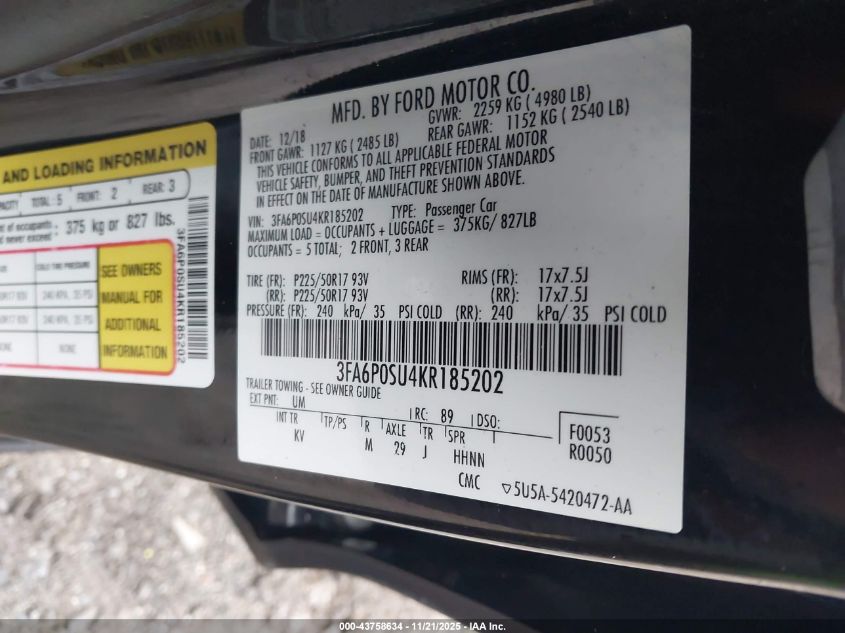 AND LOADING INFORMATION
TOTAL: 5 FRONT: 2 REAR: 3
of occupants
never exceed: 375 kg or 827 lbs.
COLD TIRE PRESSURE
240 KPA, 35 PSI
240 KPA, 35 PSI
NONE
SEE OWNERS
MANUAL FOR
ADDITIONAL
INFORMATION
3FA6P0SU4KR185202
MFD. BY FORD MOTOR CO.
DATE: 12/18 GVWR: 2259 KG ( 4980 LB)
FRONT GAWR: 1127 KG ( 2485 LB) REAR GAWR: 1152 KG ( 2540 LB)
THIS VEHICLE CONFORMS TO ALL APPLICABLE FEDERAL MOTOR
VEHICLE SAFETY, BUMPER, AND THEFT PREVENTION STANDARDS
IN EFFECT ON THE DATE OF MANUFACTURE SHOWN ABOVE.
VIN: 3FA6P0SU4KR185202 TYPE: Passenger Car
MAXIMUM LOAD = OCCUPANTS + LUGGAGE = 375KG/ 827LB
OCCUPANTS = 5 TOTAL; 2 FRONT, 3 REAR
TIRE (FR): P225/50R17 93V RIMS (FR): 17x7.5J
(RR): P225/50R17 93V (RR): 17x7.5J
PRESSURE (FR): 240 kPa/ 35 PSI COLD (RR): 240 kPa/ 35 PSI COLD
3FA6P0SU4KR185202
TRAILER TOWING - SEE OWNER GUIDE
EXT PNT: UM RC: 89 DSO:
INT TR TP/PS R AXLE TR SPR F0053
KV M 29 J HHNN R0050
CMC ▽5U5A-5420472-AA
000-43758634 - 11/21/2025 - IAA Inc.